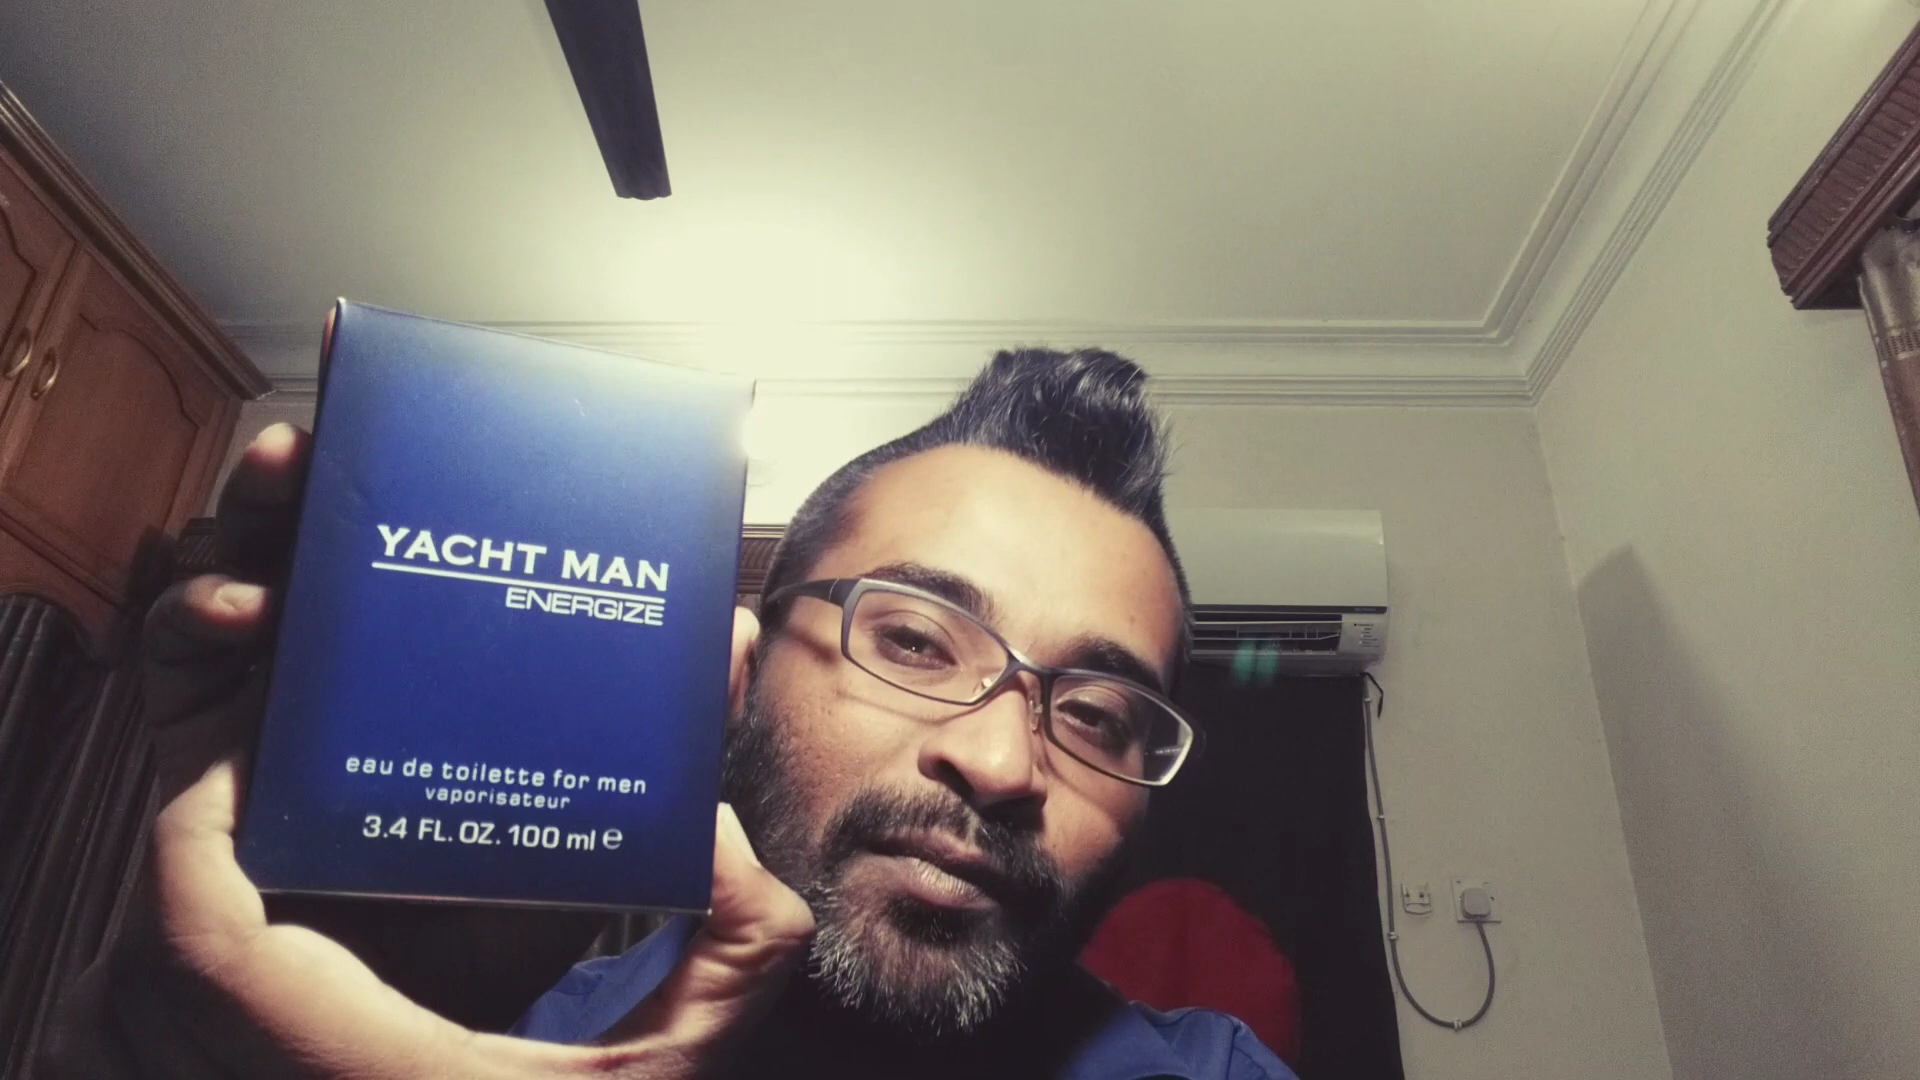 YACHT MAN
ENERGIZE
eau de toilette for men
vaporisateur
3.4 FL. OZ. 100 ml e